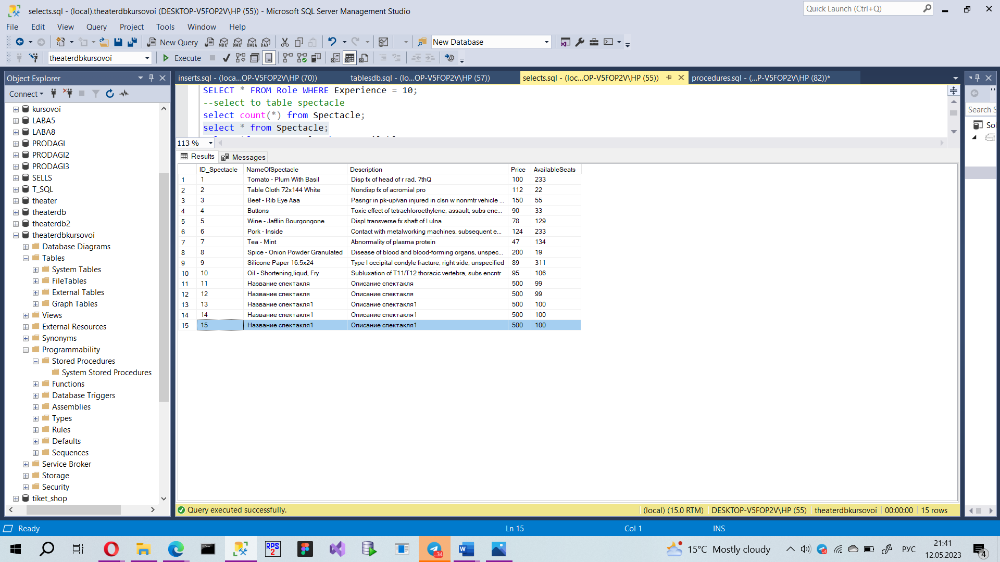 selects.sql - (local).theaterdbkursovoi (DESKTOP-V5FOP2V\HP (55)) - Microsoft SQL Server Management Studio
Quick Launch (Ctrl+Q)
File Edit View Query Project Tools Window Help
New Query MDX DMX XMLA DAX New Database
theaterdbkursovoi Execute
Object Explorer
inserts.sql - (loca...OP-V5FOP2V\HP (70)) tablesdb.sql - (lo...OP-V5FOP2V\HP (57)) selects.sql - (loc...OP-V5FOP2V\HP (55)) procedures.sql - (...P-V5FOP2V\HP (82))*
Connect
kursovoi
LABA5
LABA8
PRODAGI
PRODAGI2
PRODAGI3
SELLS
T_SQL
theater
theaterdb
theaterdb2
theaterdbkursovoi
Database Diagrams
Tables
System Tables
FileTables
External Tables
Graph Tables
Views
External Resources
Synonyms
Programmability
Stored Procedures
System Stored Procedures
Functions
Database Triggers
Assemblies
Types
Rules
Defaults
Sequences
Service Broker
Storage
Security
tiket_shop
SELECT * FROM Role WHERE Experience = 10;
--select to table spectacle
select count(*) from Spectacle;
select * from Spectacle;
113 %
Results Messages
ID_Spectacle NameOfSpectacle Description Price AvailableSeats
1 1 Tomato - Plum With Basil Disp fx of head of r rad, 7thQ 100 233
2 2 Table Cloth 72x144 White Nondisp fx of acromial pro 112 22
3 3 Beef - Rib Eye Aaa Pasngr in pk-up/van injured in clsn w nonmtr vehicle ... 150 55
4 4 Buttons Toxic effect of tetrachloroethylene, assault, subs enc... 90 33
5 5 Wine - Jafflin Bourgongone Displ transverse fx shaft of l ulna 78 129
6 6 Pork - Inside Contact with metalworking machines, subsequent e... 124 233
7 7 Tea - Mint Abnormality of plasma protein 47 134
8 8 Spice - Onion Powder Granulated Disease of blood and blood-forming organs, unspec... 200 19
9 9 Silicone Paper 16.5x24 Type I occipital condyle fracture, right side, unspecified 89 311
10 10 Oil - Shortening,liqud, Fry Subluxation of T11/T12 thoracic vertebra, subs encntr 95 106
11 11 Название спектакля Описание спектакля 500 99
12 12 Название спектакля Описание спектакля 500 99
13 13 Название спектакля1 Описание спектакля1 500 100
14 14 Название спектакля1 Описание спектакля1 500 100
15 15 Название спектакля1 Описание спектакля1 500 100
Search S
Sol
Query executed successfully. (local) (15.0 RTM) DESKTOP-V5FOP2V\HP (55) theaterdbkursovoi 00:00:00 15 rows
Ready Ln 15 Col 1 INS
RPS 2
..34
15°C Mostly cloudy
РУС
21:41
12.05.2023
4